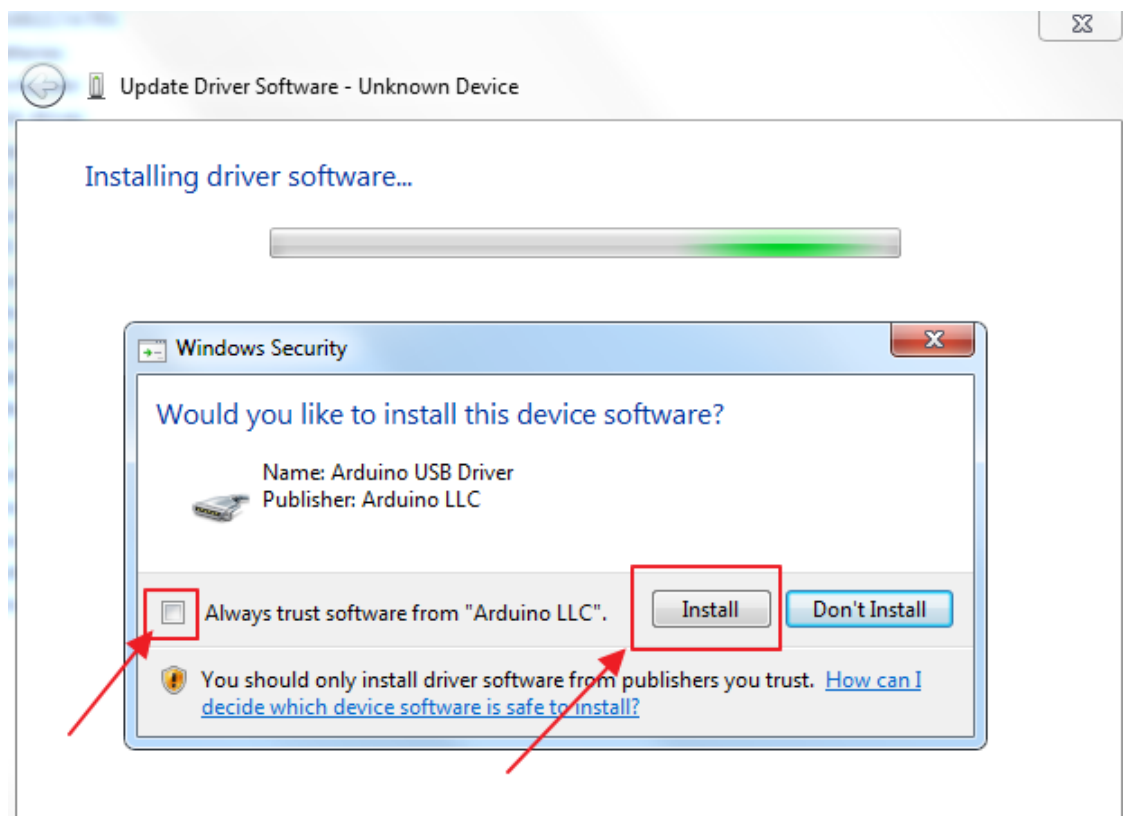 Update Driver Software - Unknown Device
Installing driver software...
Windows Security
Would you like to install this device software?
Name: Arduino USB Driver
Publisher: Arduino LLC
Always trust software from "Arduino LLC".
Install
Don't Install
You should only install driver software from publishers you trust. How can I
decide which device software is safe to install?